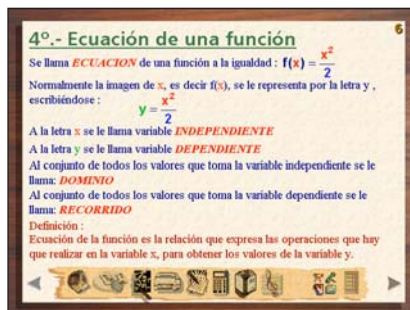 4º.- Ecuación de una función
6
Se llama ECUACION de una función a la igualdad : f(x) = x²/2
Normalmente la imagen de x, es decir f(x), se le representa por la letra y ,
escribiéndose :
y = x²/2
A la letra x se le llama variable INDEPENDIENTE
A la letra y se le llama variable DEPENDIENTE
Al conjunto de todos los valores que toma la variable independiente se le
llama: DOMINIO
Al conjunto de todos los valores que toma la variable dependiente se le
llama: RECORRIDO
Definición :
Ecuación de la función es la relación que expresa las operaciones que hay
que realizar en la variable x, para obtener los valores de la variable y.